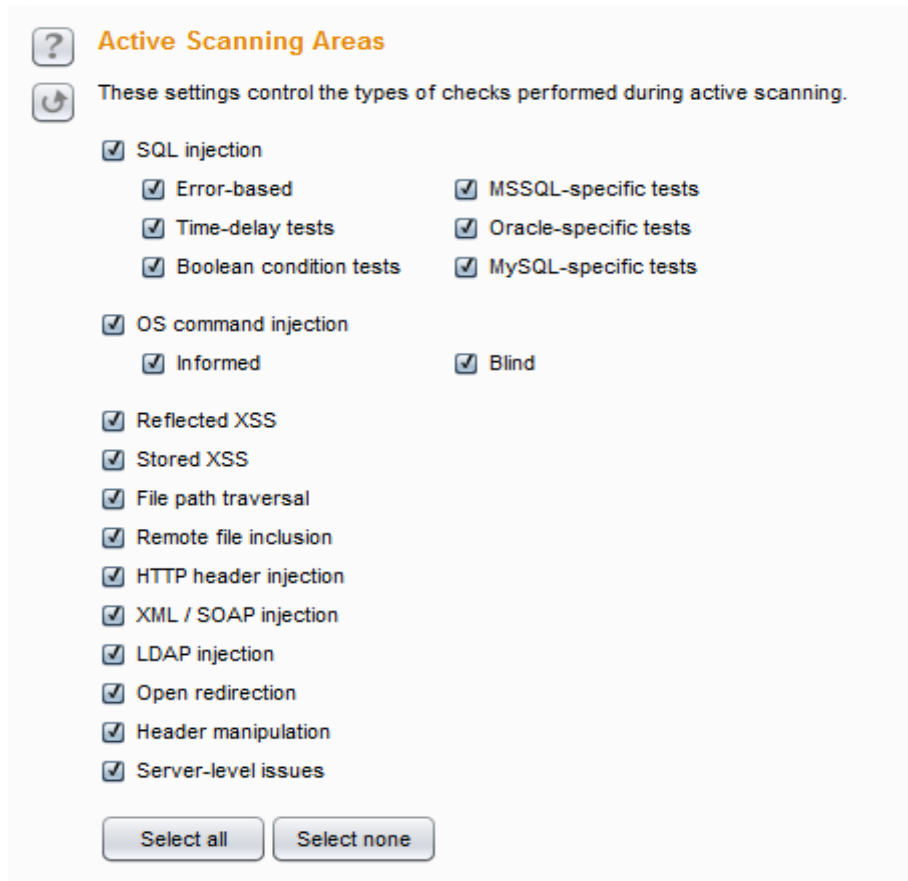 ?
Active Scanning Areas
These settings control the types of checks performed during active scanning.
SQL injection
Error-based MSSQL-specific tests
Time-delay tests Oracle-specific tests
Boolean condition tests MySQL-specific tests
OS command injection
Informed Blind
Reflected XSS
Stored XSS
File path traversal
Remote file inclusion
HTTP header injection
XML / SOAP injection
LDAP injection
Open redirection
Header manipulation
Server-level issues
Select all Select none